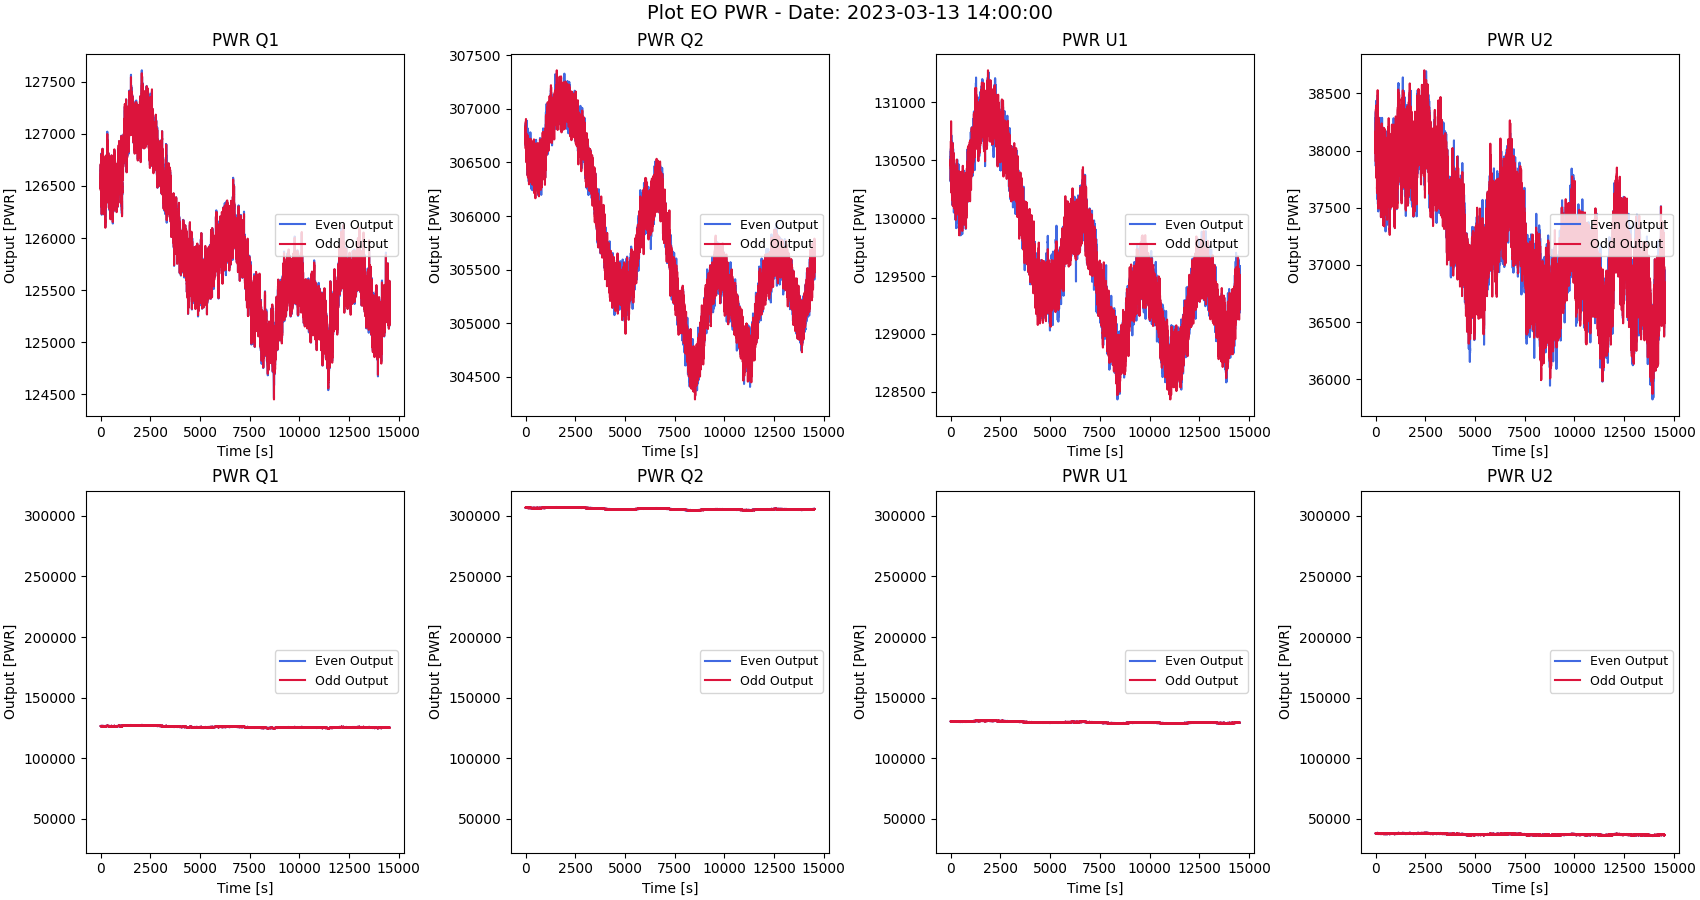 Plot EO PWR - Date: 2023-03-13 14:00:00
PWR Q1
PWR Q2
PWR U1
PWR U2
Output [PWR]
127500
127000
126500
126000
125500
125000
124500
Even Output
Odd Output
0 2500 5000 7500 10000 12500 15000
Time [s]
Output [PWR]
307500
307000
306500
306000
305500
305000
304500
Even Output
Odd Output
0 2500 5000 7500 10000 12500 15000
Time [s]
Output [PWR]
131000
130500
130000
129500
129000
128500
Even Output
Odd Output
0 2500 5000 7500 10000 12500 15000
Time [s]
Output [PWR]
38500
38000
37500
37000
36500
36000
Even Output
Odd Output
0 2500 5000 7500 10000 12500 15000
Time [s]
PWR Q1
PWR Q2
PWR U1
PWR U2
Output [PWR]
300000
250000
200000
150000
100000
50000
Even Output
Odd Output
0 2500 5000 7500 10000 12500 15000
Time [s]
Output [PWR]
300000
250000
200000
150000
100000
50000
Even Output
Odd Output
0 2500 5000 7500 10000 12500 15000
Time [s]
Output [PWR]
300000
250000
200000
150000
100000
50000
Even Output
Odd Output
0 2500 5000 7500 10000 12500 15000
Time [s]
Output [PWR]
300000
250000
200000
150000
100000
50000
Even Output
Odd Output
0 2500 5000 7500 10000 12500 15000
Time [s]